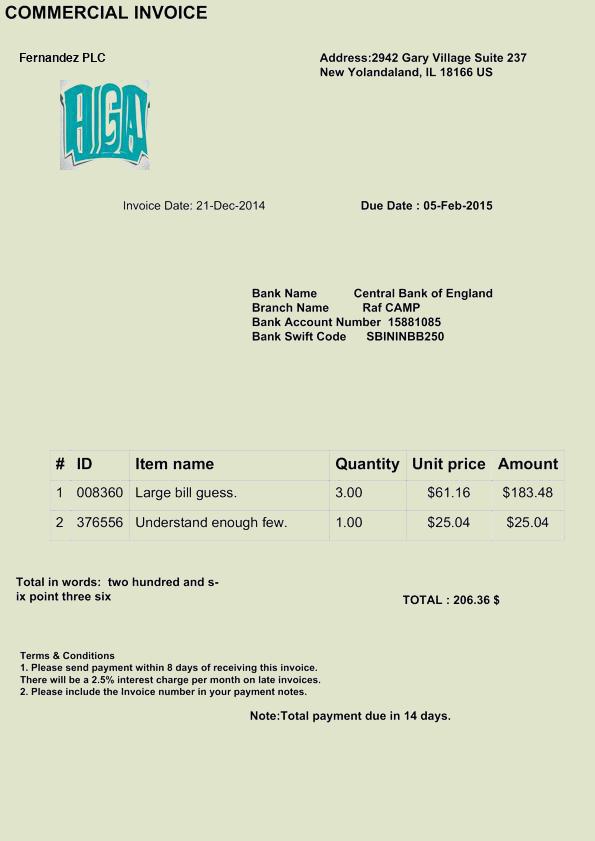 COMMERCIAL INVOICE
Fernandez PLC
Address:2942 Gary Village Suite 237
New Yolandaland, IL 18166 US
Invoice Date: 21-Dec-2014
Due Date : 05-Feb-2015
Bank Name Central Bank of England
Branch Name Raf CAMP
Bank Account Number 15881085
Bank Swift Code SBININBB250
# ID Item name Quantity Unit price Amount
1 008360 Large bill guess. 3.00 $61.16 $183.48
2 376556 Understand enough few. 1.00 $25.04 $25.04
Total in words: two hundred and s-
ix point three six
TOTAL : 206.36 $
Terms & Conditions
1. Please send payment within 8 days of receiving this invoice.
There will be a 2.5% interest charge per month on late invoices.
2. Please include the Invoice number in your payment notes.
Note:Total payment due in 14 days.